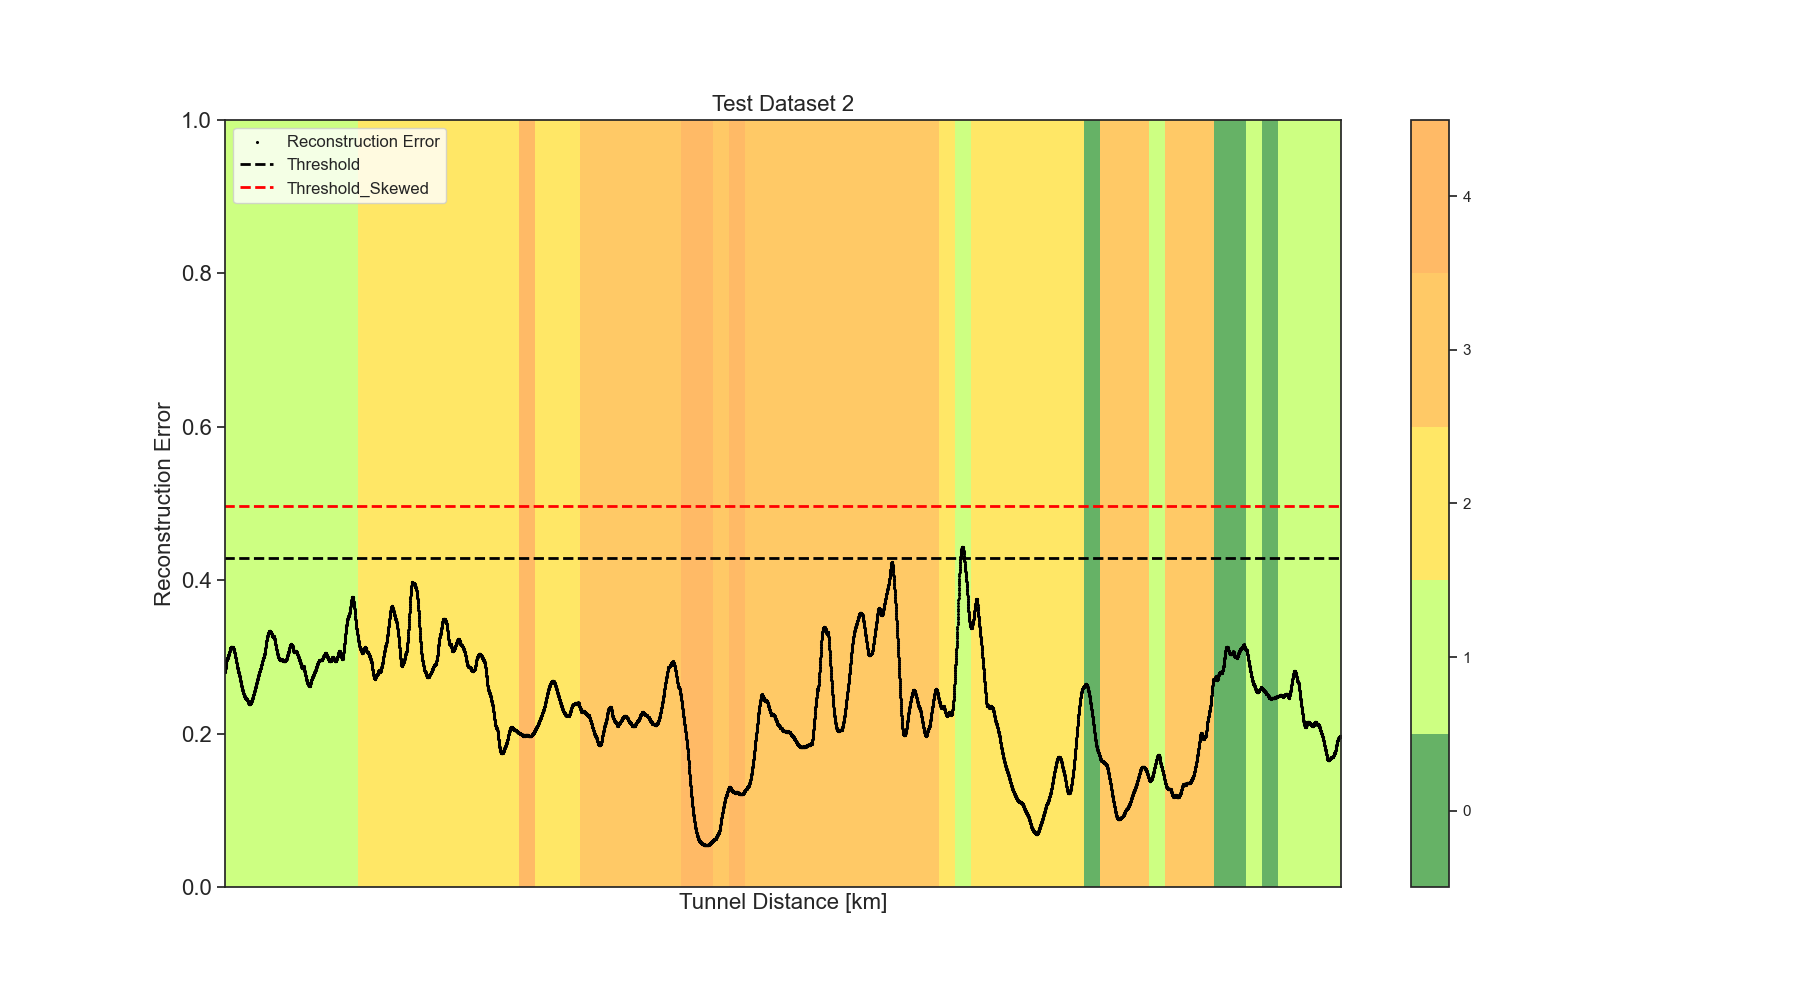 Test Dataset 2
Reconstruction Error
Threshold
Threshold_Skewed
1.0
0.8
0.6
0.4
0.2
0.0
Reconstruction Error
Tunnel Distance [km]
4
3
2
1
0